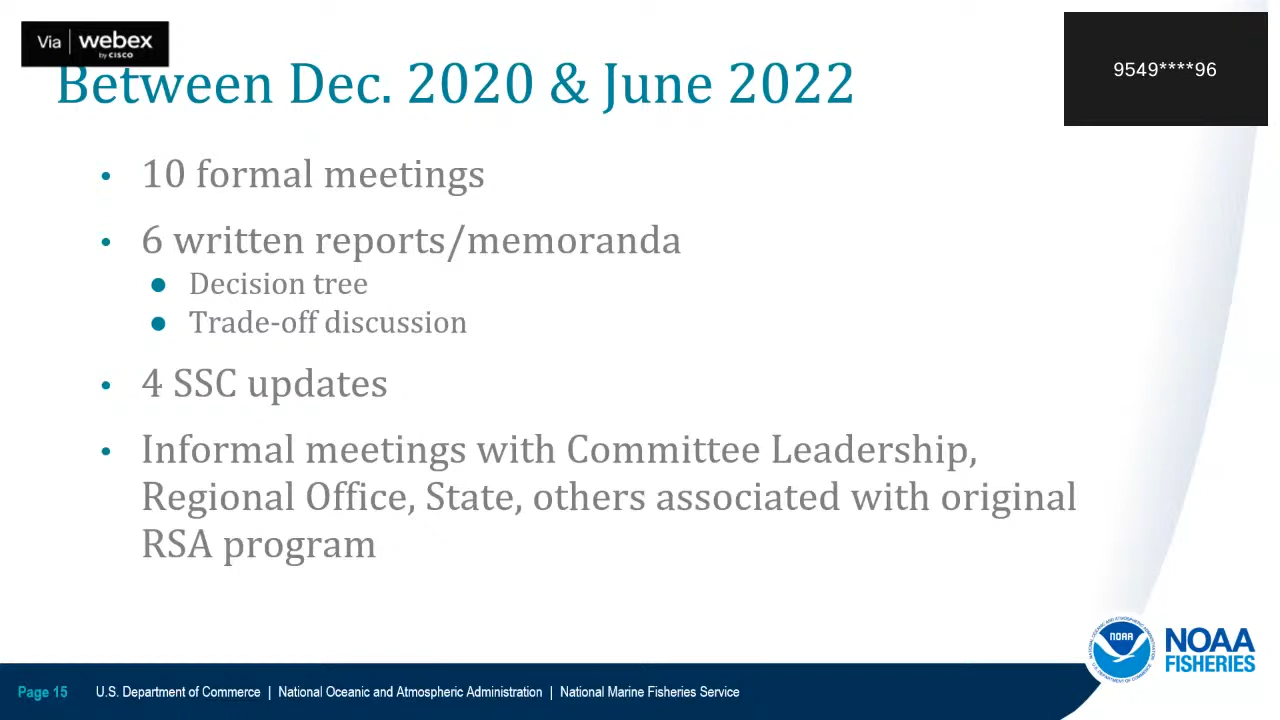 Via webex
by CISCO
9549****96
Between Dec. 2020 & June 2022
• 10 formal meetings
• 6 written reports/memoranda
● Decision tree
● Trade-off discussion
• 4 SSC updates
• Informal meetings with Committee Leadership,
Regional Office, State, others associated with original
RSA program
NOAA
NOAA
FISHERIES
Page 15 U.S. Department of Commerce | National Oceanic and Atmospheric Administration | National Marine Fisheries Service